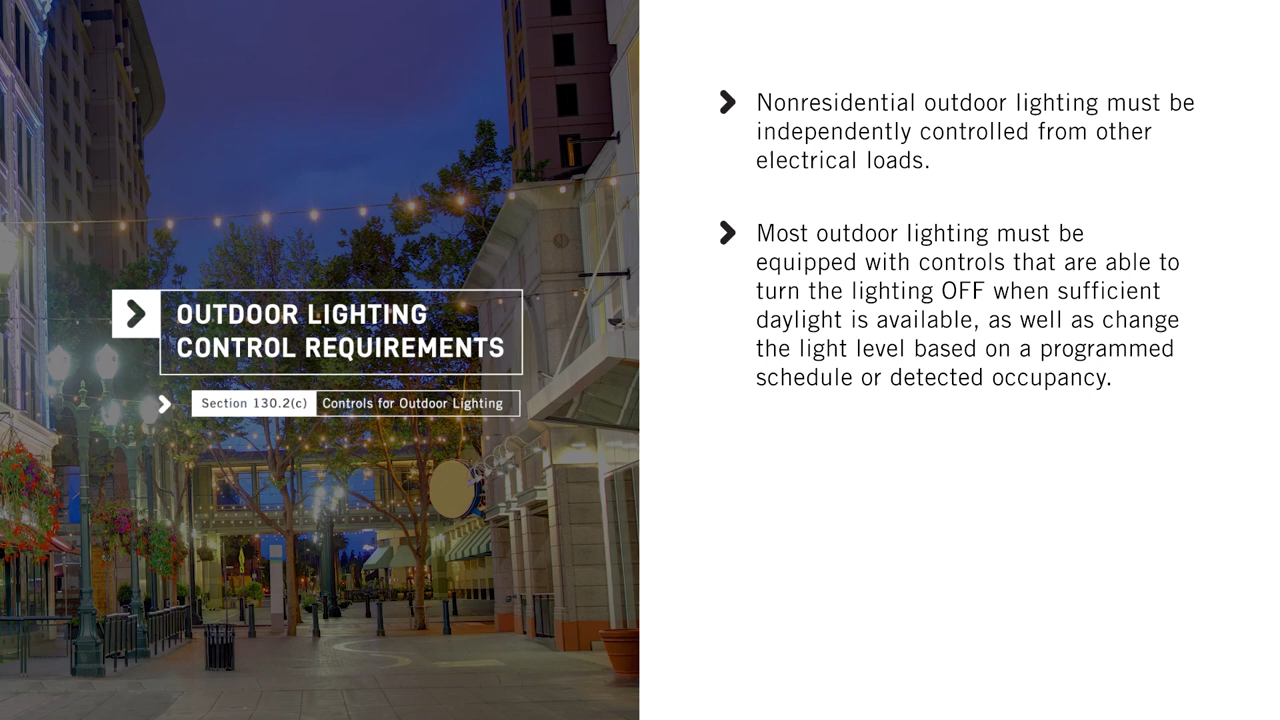 OUTDOOR LIGHTING
CONTROL REQUIREMENTS
Section 130.2(c) Controls for Outdoor Lighting
Nonresidential outdoor lighting must be
independently controlled from other
electrical loads.
Most outdoor lighting must be
equipped with controls that are able to
turn the lighting OFF when sufficient
daylight is available, as well as change
the light level based on a programmed
schedule or detected occupancy.